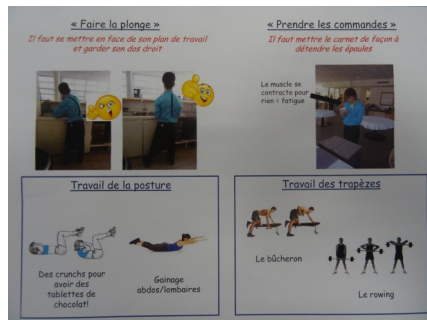 « Faire la plonge »
Il faut se mettre en face de son plan de travail
et garder son dos droit
« Prendre les commandes »
Il faut mettre le carnet de façon à
détendre les épaules
Le muscle se
contracte pour
rien = fatigue
Travail de la posture
Des crunchs pour
avoir des
tablettes de
chocolat!
Gainage
abdos/lombaires
Travail des trapèzes
Le bûcheron
Le rowing